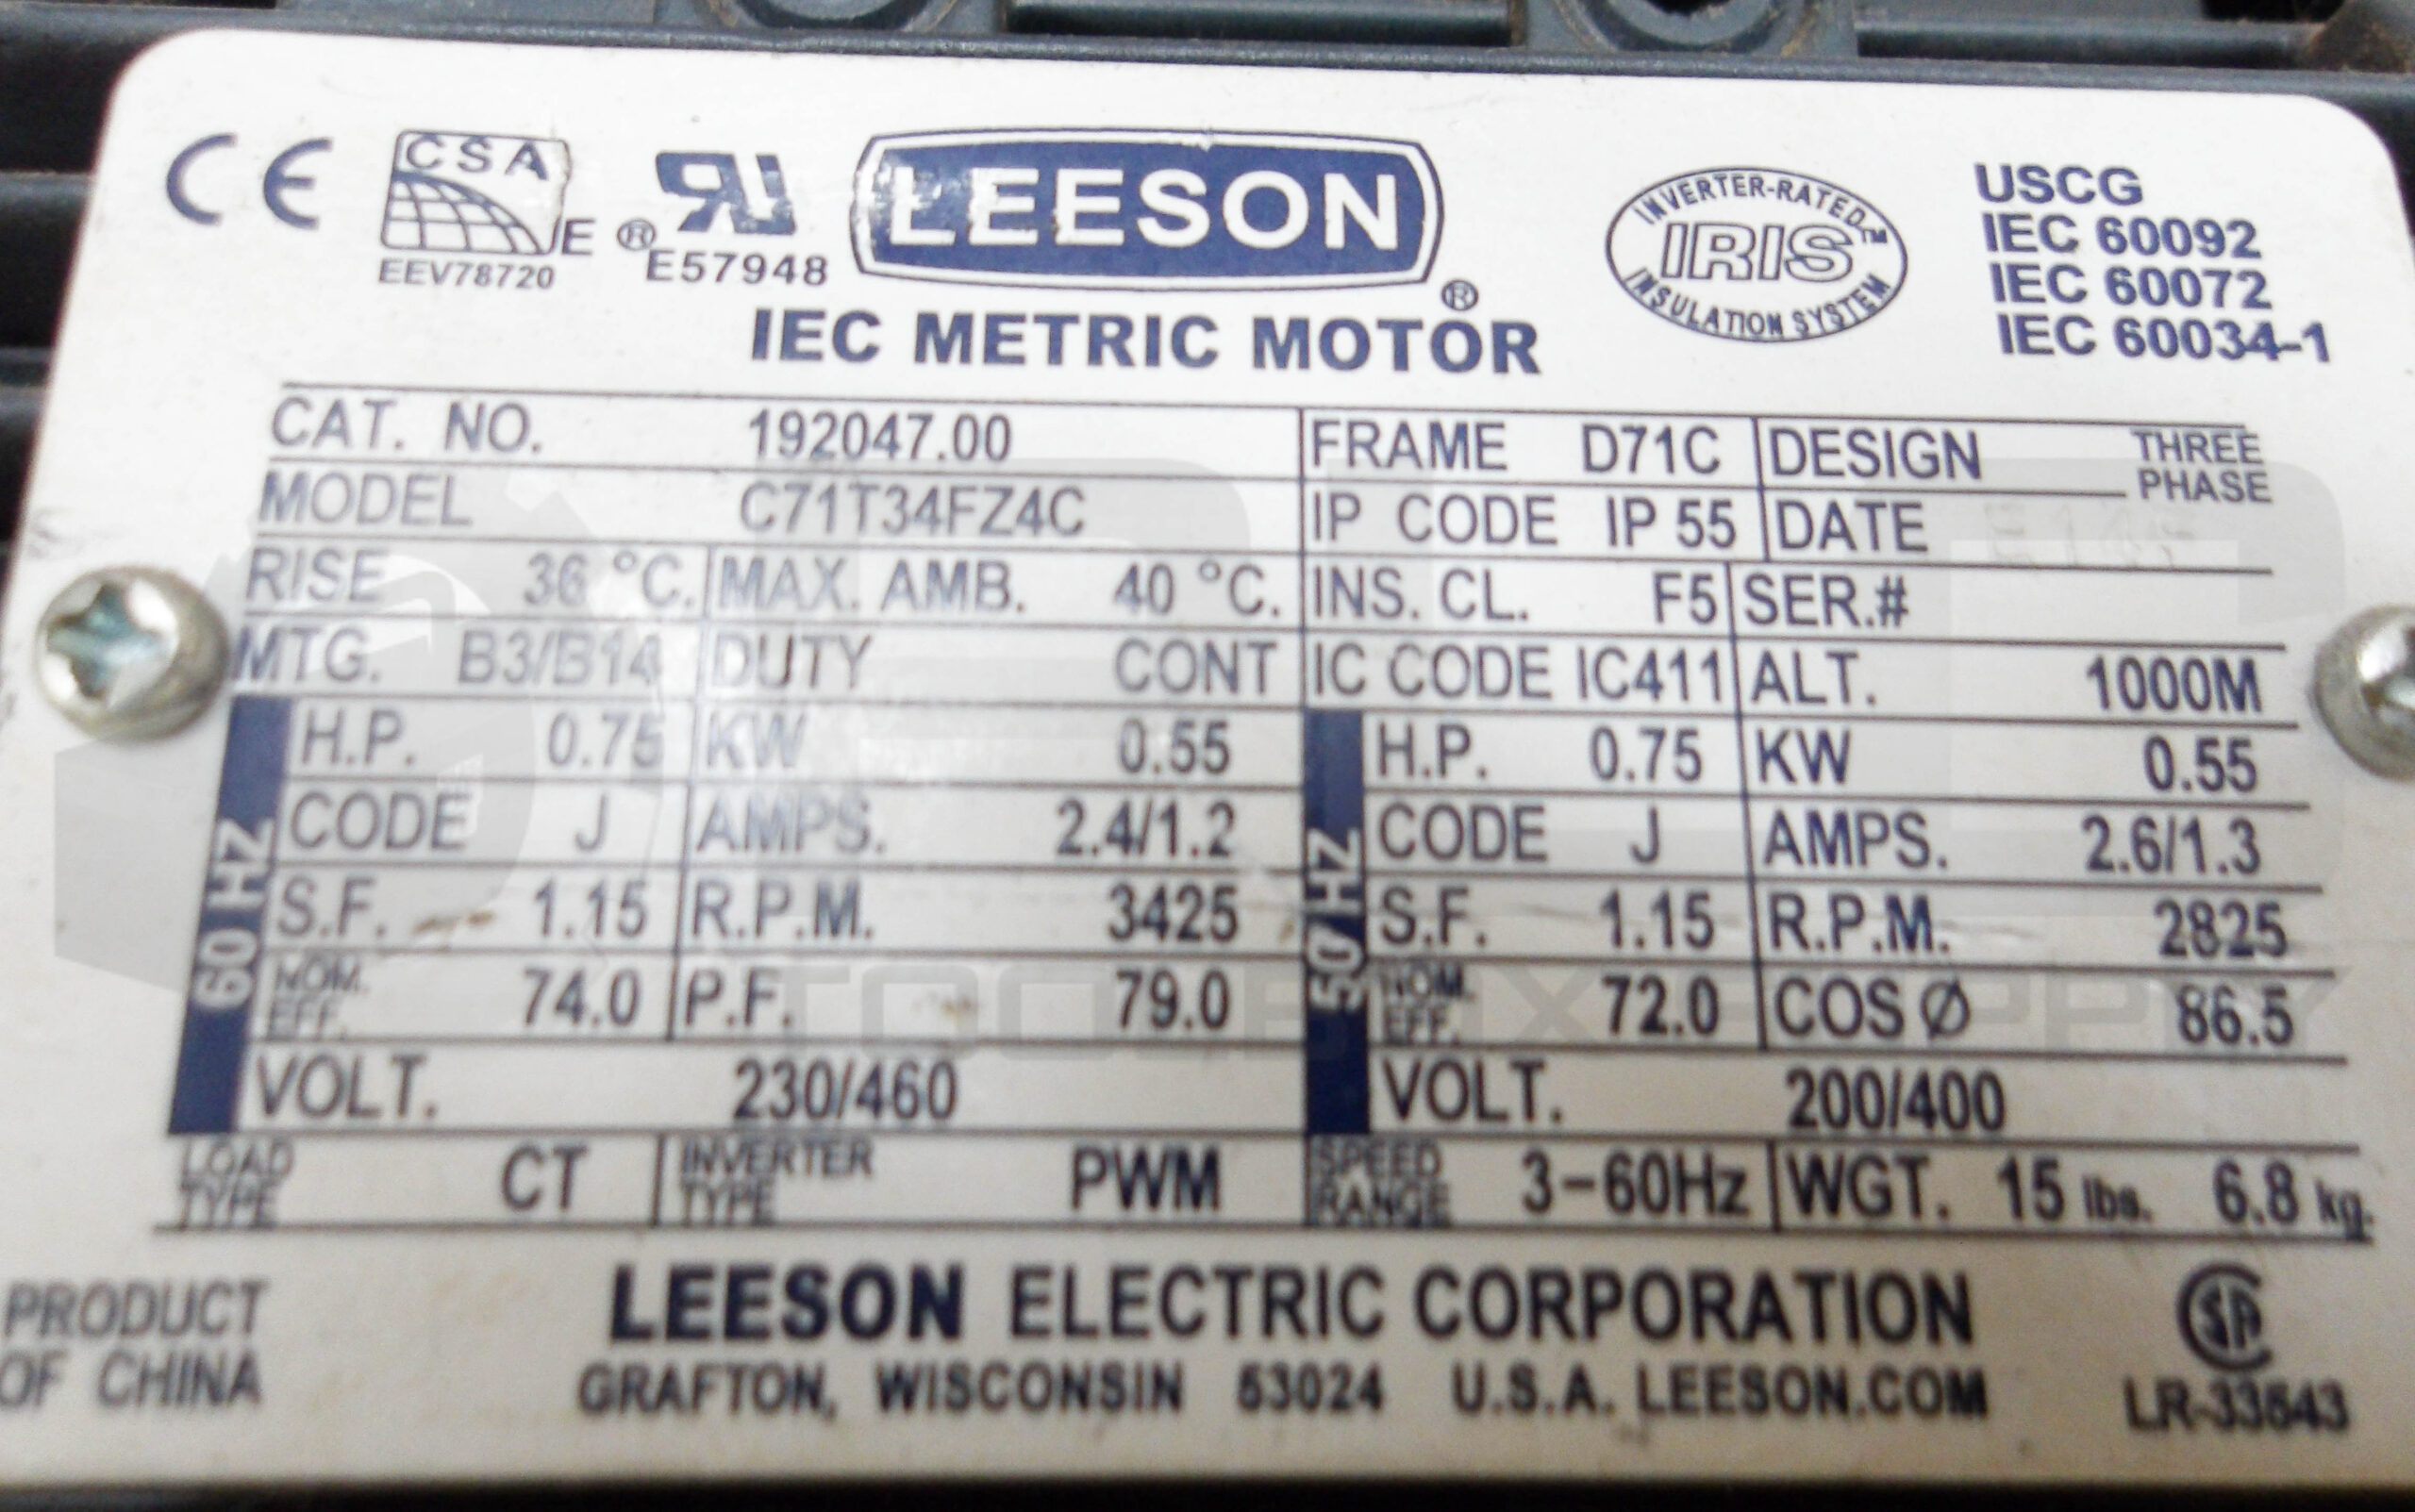 CE
CSA
E
EEV78720
®
E57948
LEESON®
INVERTER-RATED™
IRIS
INSULATION SYSTEM
USCG
IEC 60092
IEC 60072
IEC 60034-1
IEC METRIC MOTOR
CAT. NO. 192047.00 FRAME D71C DESIGN THREE PHASE
MODEL C71T34FZ4C IP CODE IP 55 DATE
RISE 36 °C. MAX. AMB. 40 °C. INS. CL. F5 SER.#
MTG. B3/B14 DUTY CONT IC CODE IC411 ALT. 1000M
60 HZ
H.P. 0.75 KW 0.55
CODE J AMPS. 2.4/1.2
S.F. 1.15 R.P.M. 3425
NOM. EFF. 74.0 P.F. 79.0
VOLT. 230/460
50 HZ
H.P. 0.75 KW 0.55
CODE J AMPS. 2.6/1.3
S.F. 1.15 R.P.M. 2825
NOM. EFF. 72.0 COS Ø 86.5
VOLT. 200/400
LOAD TYPE CT INVERTER TYPE PWM SPEED RANGE 3-60Hz WGT. 15 lbs. 6.8 kg.
PRODUCT
OF CHINA
LEESON ELECTRIC CORPORATION
GRAFTON, WISCONSIN 53024 U.S.A. LEESON.COM
LR-33543